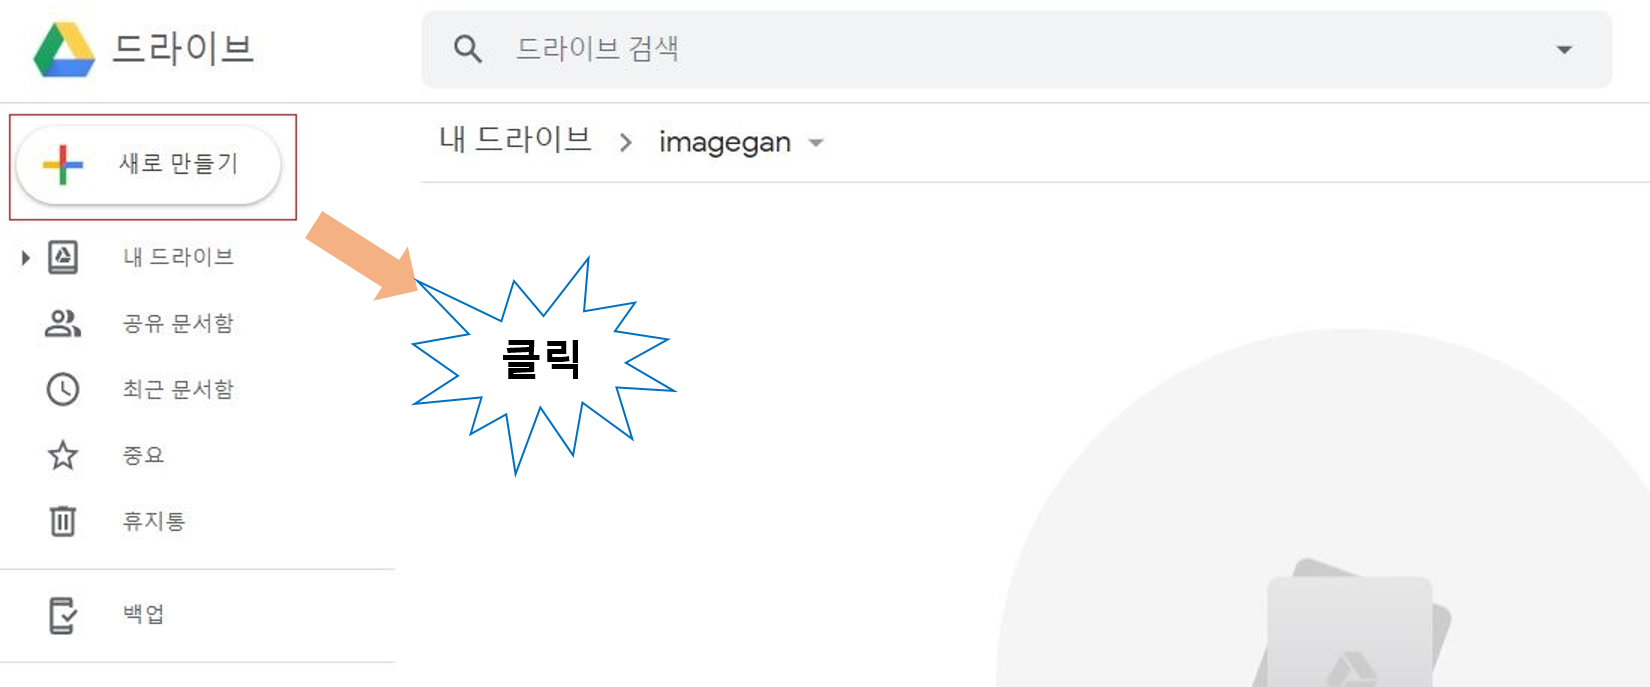 드라이브
드라이브 검색
새로 만들기
내 드라이브 > imagegan
내 드라이브
공유 문서함
최근 문서함
중요
휴지통
백업
클릭